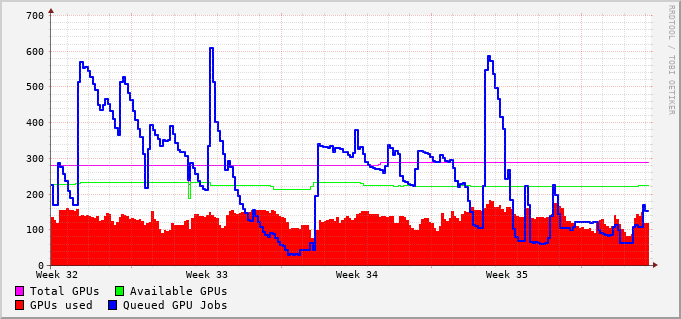 RRDTOOL / TOBI OETIKER
700
600
500
400
300
200
100
0
Week 32 Week 33 Week 34 Week 35
Total GPUs Available GPUs
GPUs used Queued GPU Jobs